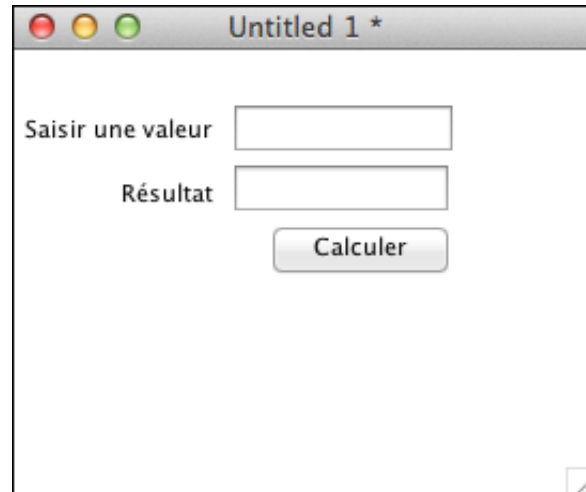 Untitled 1 *
Saisir une valeur
Résultat
Calculer